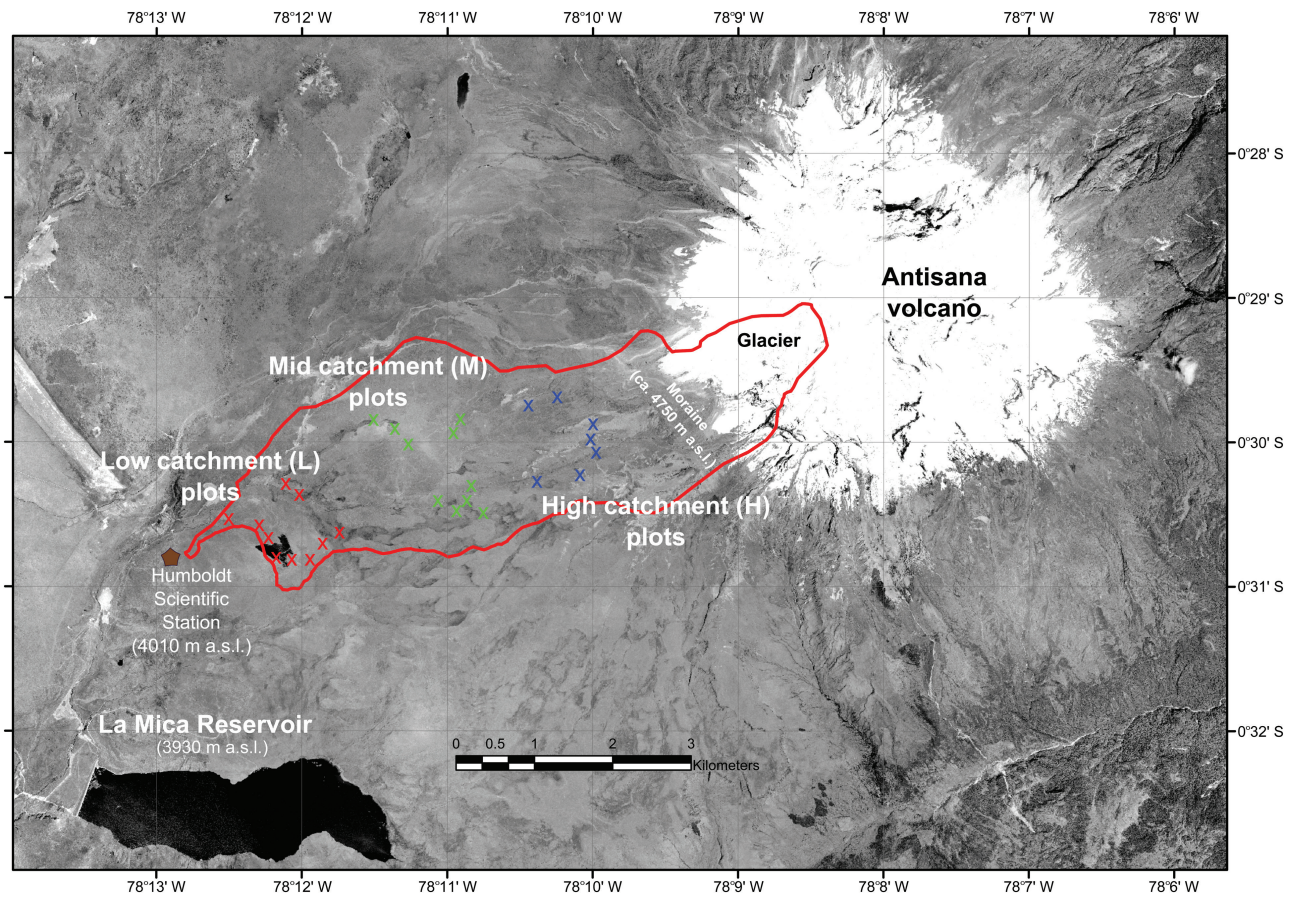 78°13' W 78°12' W 78°11' W 78°10' W 78°9' W 78°8' W 78°7' W 78°6' W
0°28' S
Antisana
volcano
0°29' S
Glacier
Mid catchment (M)
plots
Moraine
(ca. 4750 m a.s.l.)
0°30' S
Low catchment (L)
plots
High catchment (H)
plots
X X X X X X X X X X X X X X X X X X X X X X X X X X X X X
Humboldt
Scientific
Station
(4010 m a.s.l.)
0°31' S
La Mica Reservoir
(3930 m a.s.l.)
0°32' S
0 0.5 1 2 3
Kilometers
78°13' W 78°12' W 78°11' W 78°10' W 78°9' W 78°8' W 78°7' W 78°6' W